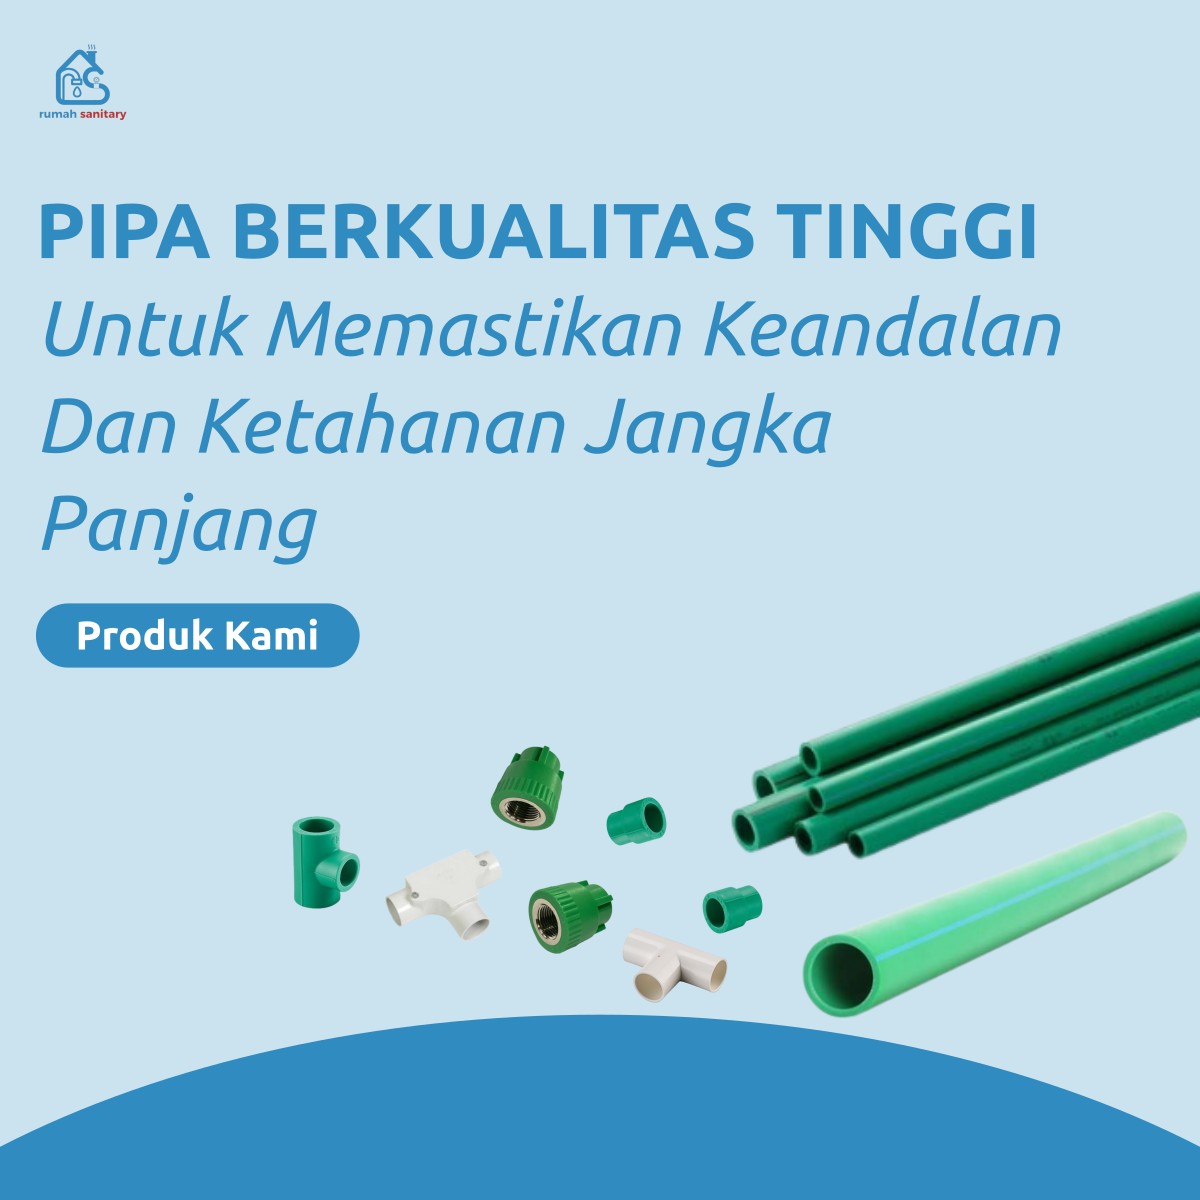 rumah sanitary
PIPA BERKUALITAS TINGGI
Untuk Memastikan Keandalan
Dan Ketahanan Jangka
Panjang
Produk Kami